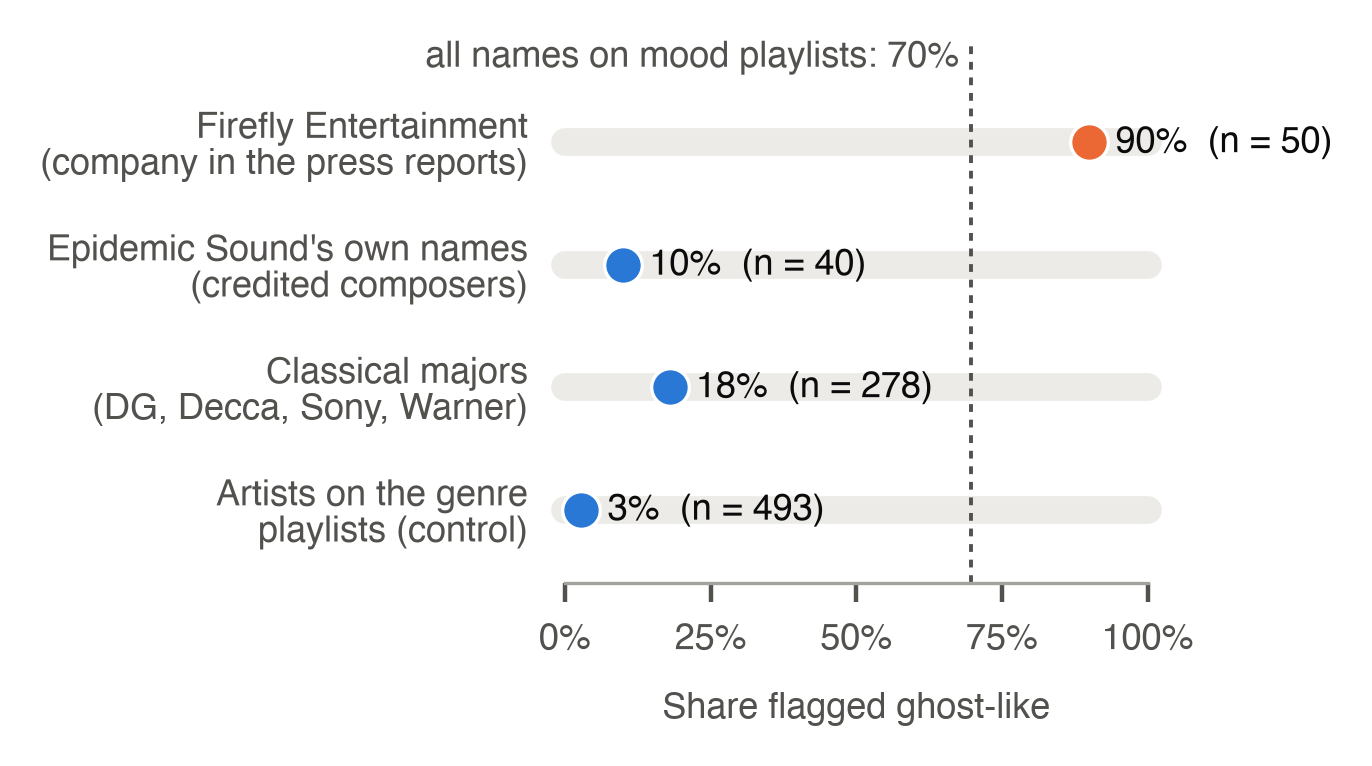 all names on mood playlists: 70%
Firefly Entertainment
(company in the press reports)
90% (n = 50)
Epidemic Sound's own names
(credited composers)
10% (n = 40)
Classical majors
(DG, Decca, Sony, Warner)
18% (n = 278)
Artists on the genre
playlists (control)
3% (n = 493)
0% 25% 50% 75% 100%
Share flagged ghost-like